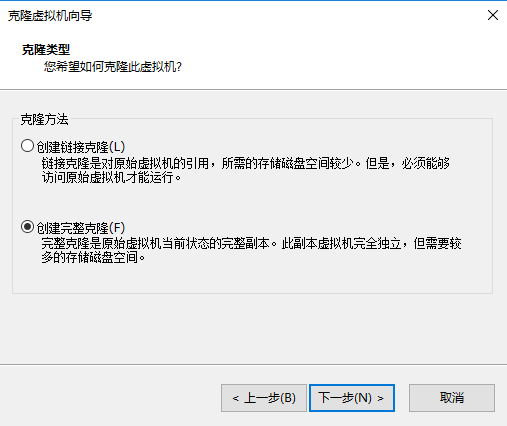 克隆虚拟机向导
克隆类型
您希望如何克隆此虚拟机?
克隆方法
创建链接克隆(L)
链接克隆是对原始虚拟机的引用，所需的存储磁盘空间较少。但是，必须能够
访问原始虚拟机才能运行。
创建完整克隆(F)
完整克隆是原始虚拟机当前状态的完整副本。此副本虚拟机完全独立，但需要较
多的存储磁盘空间。
< 上一步(B) 下一步(N) > 取消